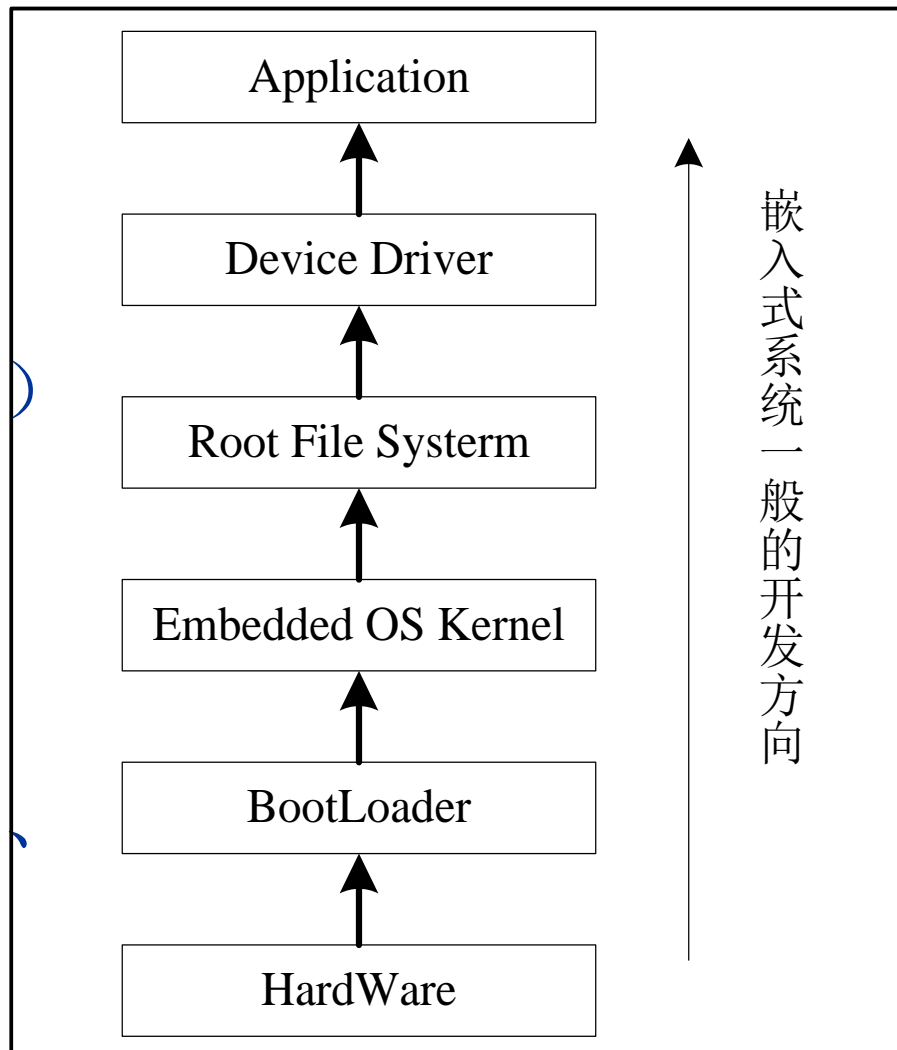 Application
Device Driver
Root File Systerm
Embedded OS Kernel
BootLoader
HardWare
嵌入式系统一般的开发方向
)
、